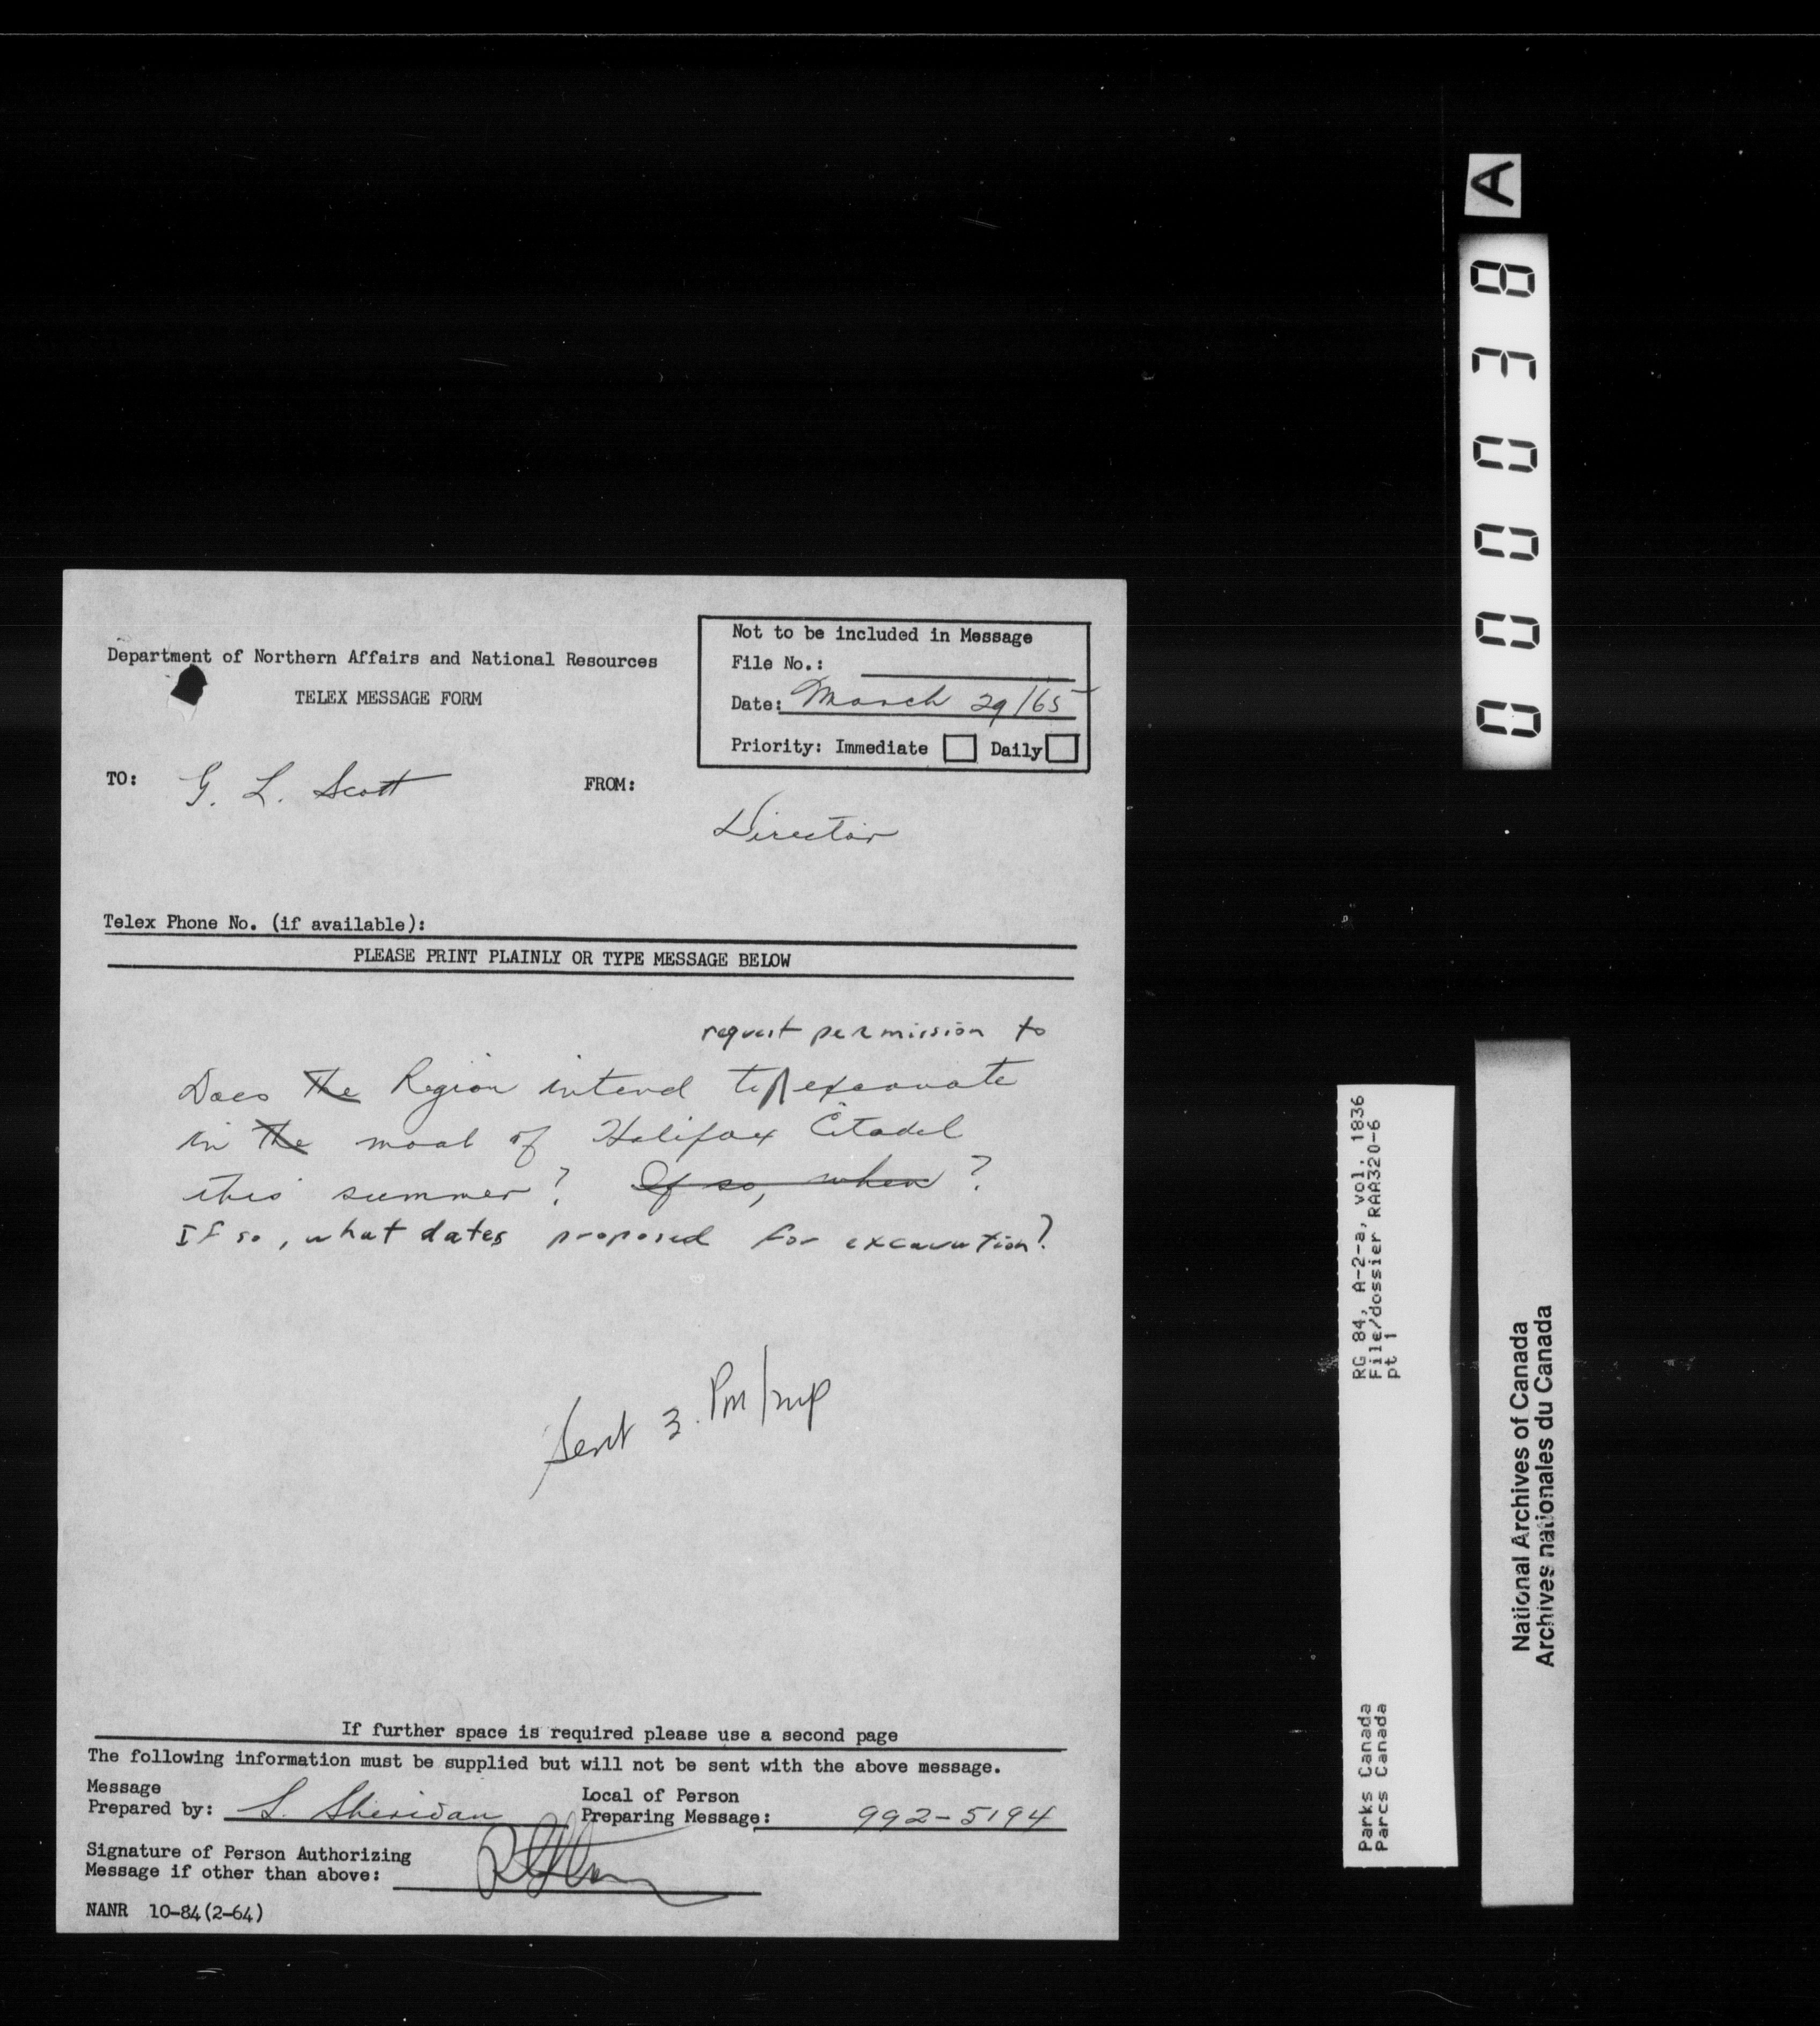 Department of Northern Affairs and National Resources
TELEX MESSAGE FORM
Not to be included in Message
File No.:
Date: March 29/65
Priority: Immediate Daily
TO: G. L. Scott
FROM: Director
Telex Phone No. (if available):
PLEASE PRINT PLAINLY OR TYPE MESSAGE BELOW
request permission to
Does the Region intend to excavate
in the moat of Halifax Citadel
this summer? If so, when?
If so, what dates proposed for excavation?
Sent 3. Pm/mp
If further space is required please use a second page
The following information must be supplied but will not be sent with the above message.
Message
Prepared by: L. Sheridan
Local of Person
Preparing Message: 992-5194
Signature of Person Authorizing
Message if other than above:
NANR 10-84(2-64)
A
000038
RG 84, A-2-a, vol. 1836
File/dossier RAA320-6
pt 1
Parks Canada
Parcs Canada
National Archives of Canada
Archives nationales du Canada